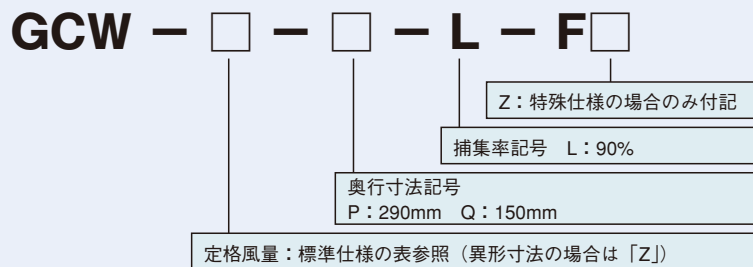 GCW − □ − □ − L − F□
Z：特殊仕様の場合のみ付記
捕集率記号　L：90%
奥行寸法記号
P：290mm　Q：150mm
定格風量：標準仕様の表参照（異形寸法の場合は「Z」）